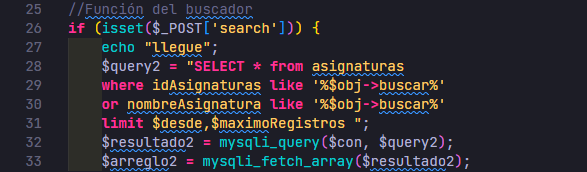 25 //Función del buscador
26 if (isset($_POST['search'])) {
27 echo "llegue";
28 $query2 = "SELECT * from asignaturas
29 where idAsignaturas like '%$obj->buscar%'
30 or nombreAsignatura like '%$obj->buscar%'
31 limit $desde,$maximoRegistros ";
32 $resultado2 = mysqli_query($con, $query2);
33 $arreglo2 = mysqli_fetch_array($resultado2);